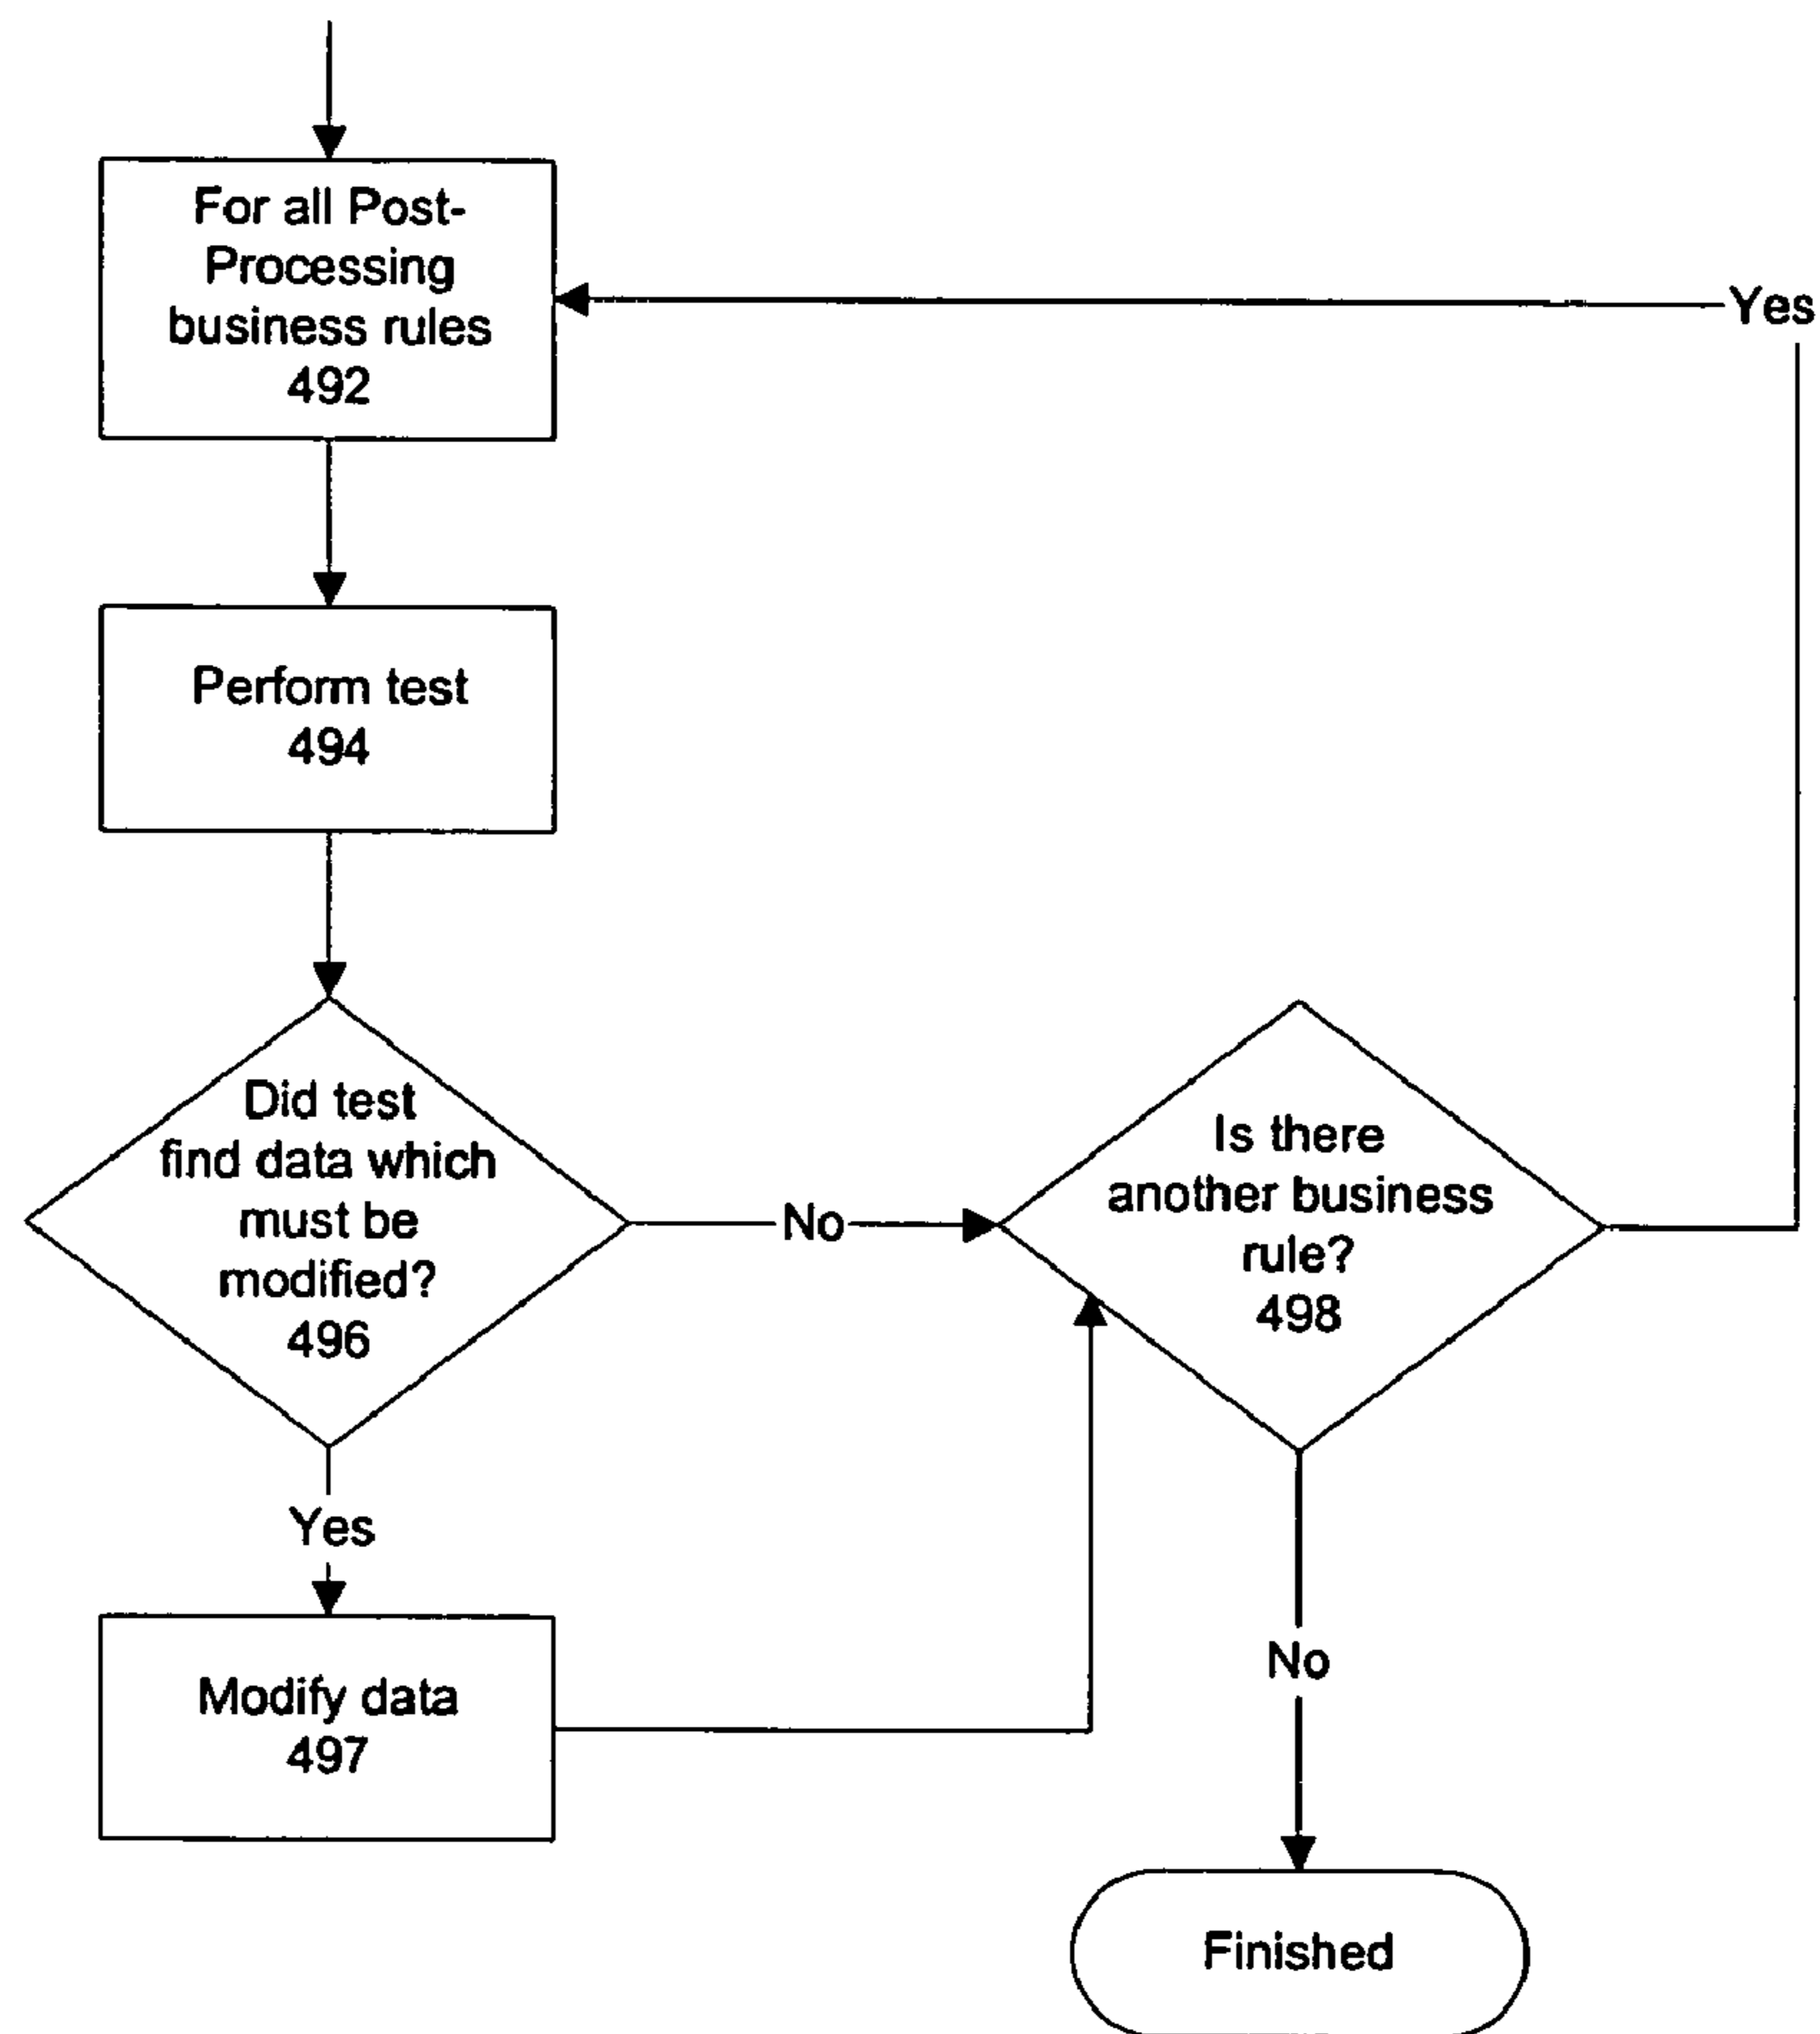 For all Post-
Processing
business rules
492
Yes
Perform test
494
Did test
find data which
must be
modified?
496
No
Is there
another business
rule?
498
Yes
No
Modify data
497
Finished